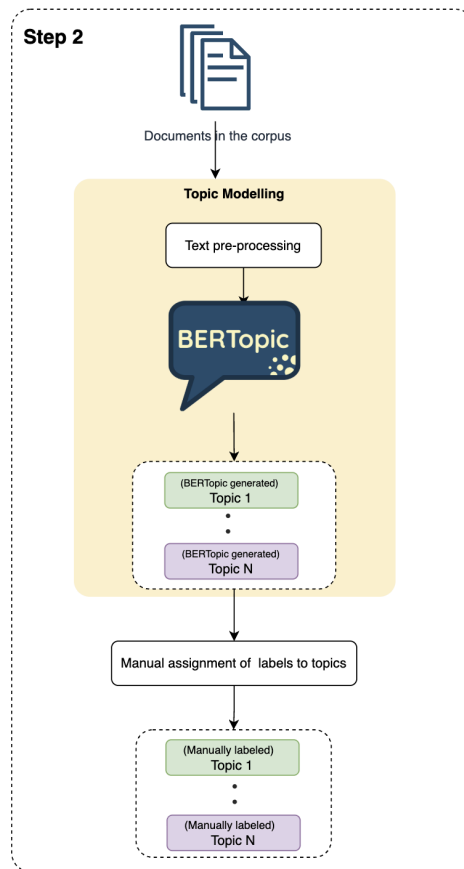 Step 2
Documents in the corpus
Topic Modelling
Text pre-processing
BERTopic
(BERTopic generated)
Topic 1
(BERTopic generated)
Topic N
Manual assignment of labels to topics
(Manually labeled)
Topic 1
(Manually labeled)
Topic N